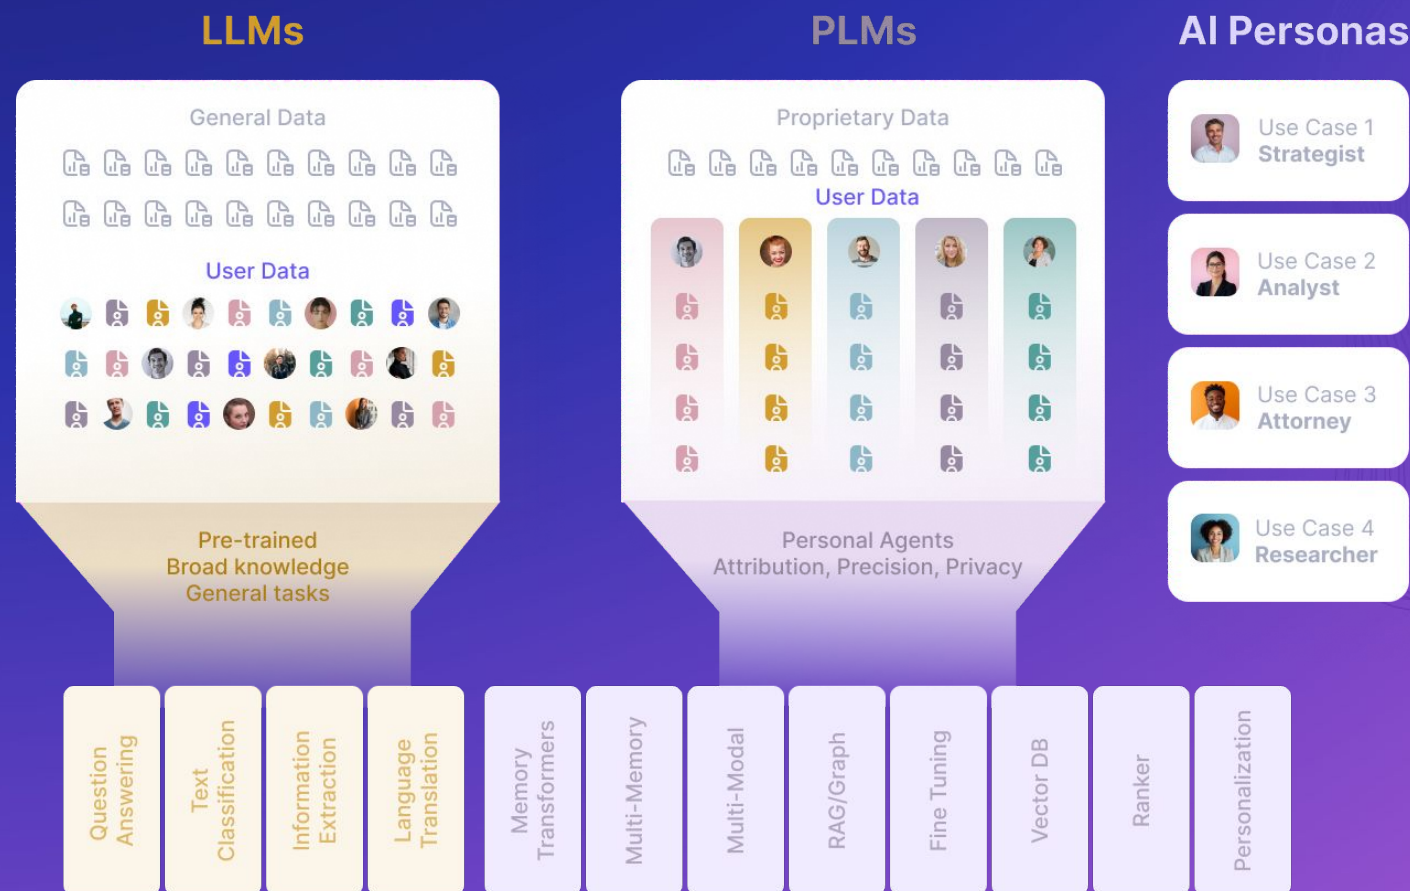 LLMs
General Data
User Data
Pre-trained
Broad knowledge
General tasks
PLMs
Proprietary Data
User Data
Personal Agents
Attribution, Precision, Privacy
AI Personas
Use Case 1
Strategist
Use Case 2
Analyst
Use Case 3
Attorney
Use Case 4
Researcher
Question
Answering
Text
Classification
Information
Extraction
Language
Translation
Memory
Transformers
Multi-Memory
Multi-Modal
RAG/Graph
Fine Tuning
Vector DB
Ranker
Personalization